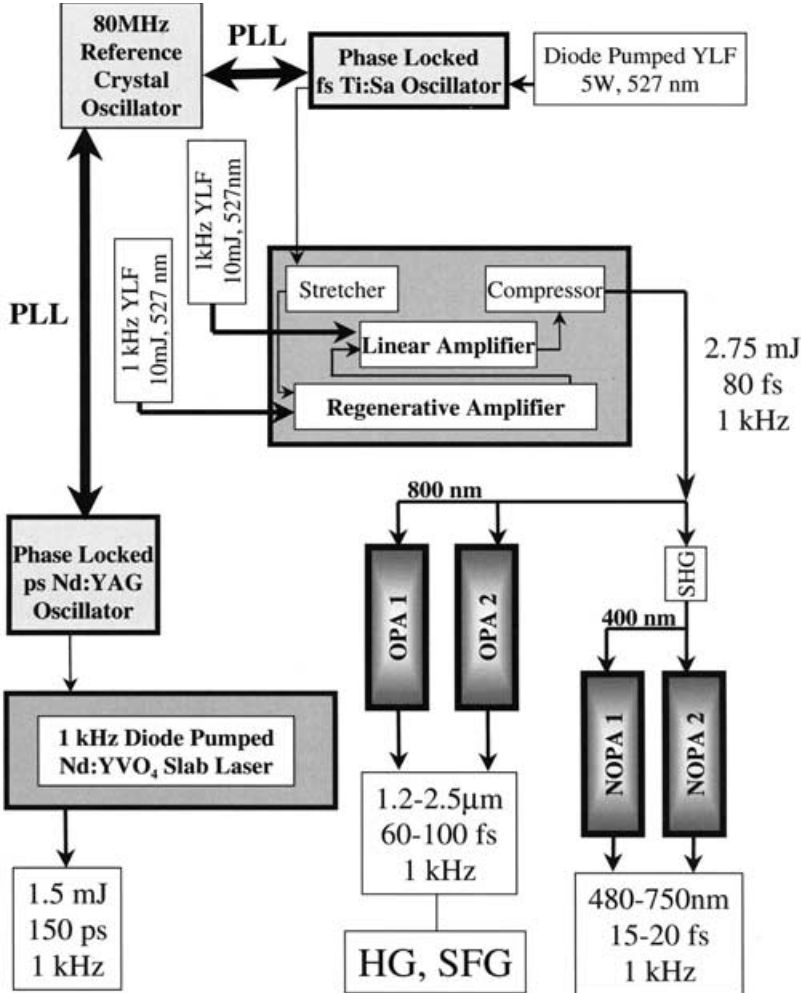 80MHz
Reference
Crystal
Oscillator
PLL
Phase Locked
fs Ti:Sa Oscillator
Diode Pumped YLF
5W, 527 nm
1kHz YLF
10mJ, 527nm
1 kHz YLF
10mJ, 527 nm
PLL
Stretcher
Compressor
Linear Amplifier
Regenerative Amplifier
2.75 mJ
80 fs
1 kHz
800 nm
Phase Locked
ps Nd:YAG
Oscillator
OPA 1
OPA 2
SHG
400 nm
NOPA 1
NOPA 2
1 kHz Diode Pumped
Nd:YVO₄ Slab Laser
1.2-2.5μm
60-100 fs
1 kHz
1.5 mJ
150 ps
1 kHz
480-750nm
15-20 fs
1 kHz
HG, SFG